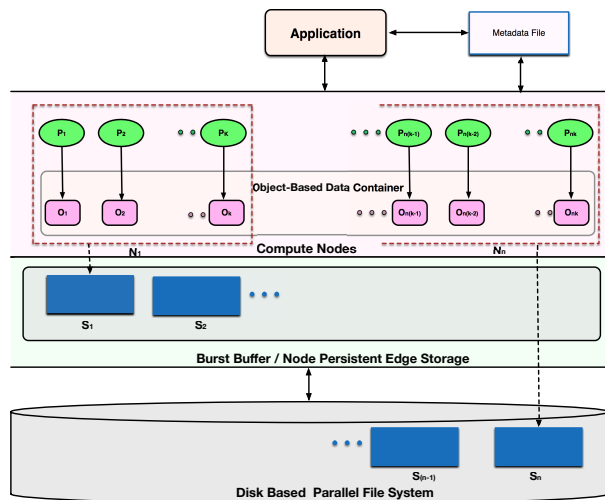 Application
Metadata File
P1
P2
PK
Pn(k-1)
Pn(k-2)
Pnk
Object-Based Data Container
O1
O2
Ok
On(k-1)
On(k-2)
Onk
N1
Compute Nodes
Nn
S1
S2
Burst Buffer / Node Persistent Edge Storage
S(n-1)
Sn
Disk Based Parallel File System